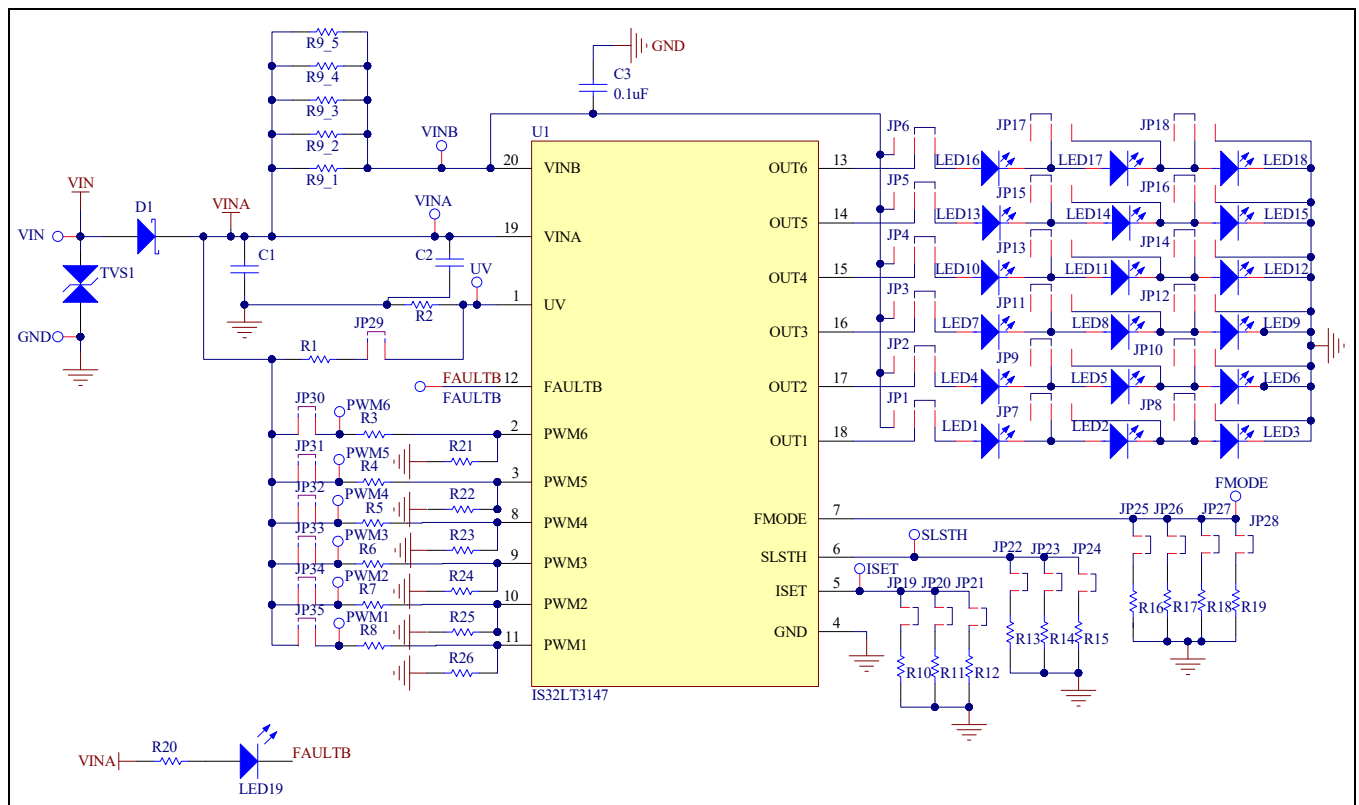 R9_5
R9_4
R9_3
R9_2
R9_1
GND
C3
0.1uF
VINB
U1
20 VINB
VINA
19 VINA
VIN
VIN
D1
VINA
TVS1
GND
C1
C2
UV
R2
1 UV
JP29
R1
FAULTB
FAULTB
12 FAULTB
JP30
PWM6
R3
2 PWM6
R21
JP31
PWM5
R4
3 PWM5
R22
JP32
PWM4
R5
8 PWM4
R23
JP33
PWM3
R6
9 PWM3
R24
JP34
PWM2
R7
10 PWM2
R25
JP35
PWM1
R8
11 PWM1
R26
IS32LT3147
OUT6 13
OUT5 14
OUT4 15
OUT3 16
OUT2 17
OUT1 18
FMODE 7
SLSTH 6
ISET 5
GND 4
JP6 JP17 JP18
LED16 LED17 LED18
JP5 JP15 JP16
LED13 LED14 LED15
JP4 JP13 JP14
LED10 LED11 LED12
JP3 JP11 JP12
LED7 LED8 LED9
JP2 JP9 JP10
LED4 LED5 LED6
JP1 JP7 JP8
LED1 LED2 LED3
FMODE
JP25 JP26 JP27 JP28
R16 R17 R18 R19
SLSTH
JP22 JP23 JP24
R13 R14 R15
ISET
JP19 JP20 JP21
R10 R11 R12
VINA R20 FAULTB
LED19